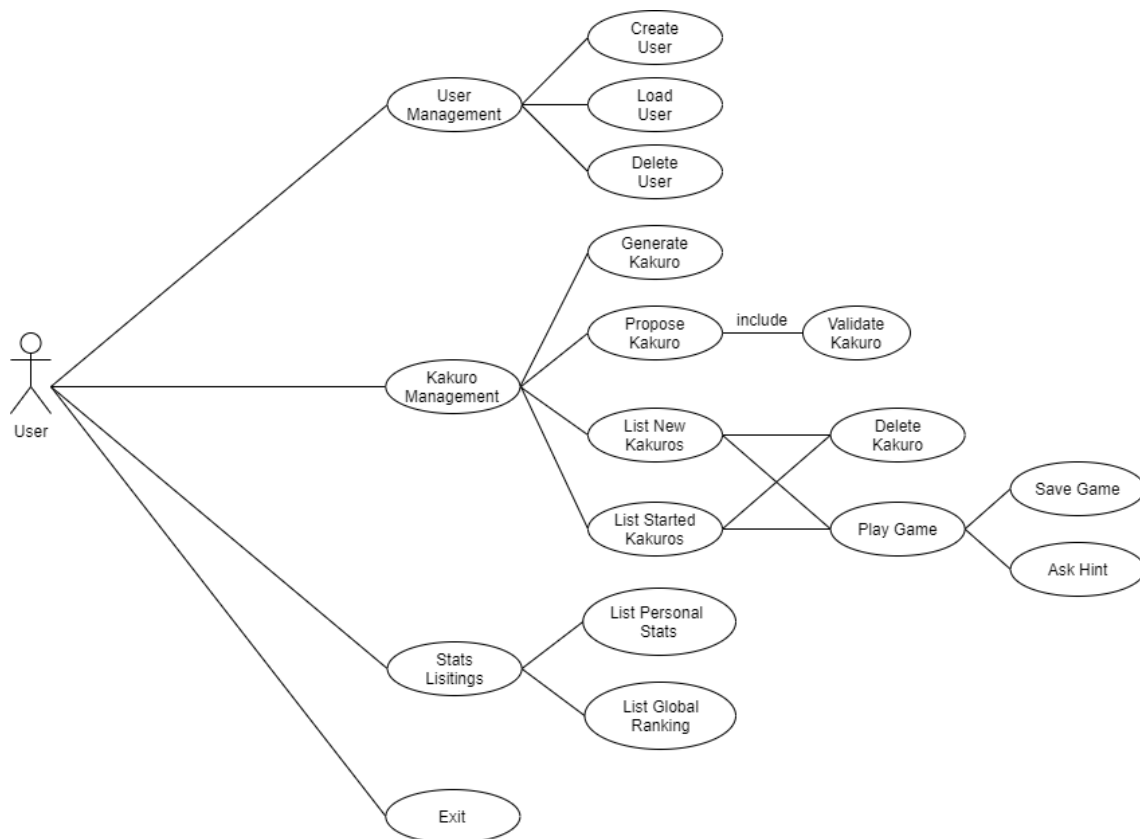 Create
User
User
Management
Load
User
Delete
User
Generate
Kakuro
Propose
Kakuro
include
Validate
Kakuro
User
Kakuro
Management
List New
Kakuros
Delete
Kakuro
List Started
Kakuros
Play Game
Save Game
Ask Hint
List Personal
Stats
Stats
Lisitings
List Global
Ranking
Exit